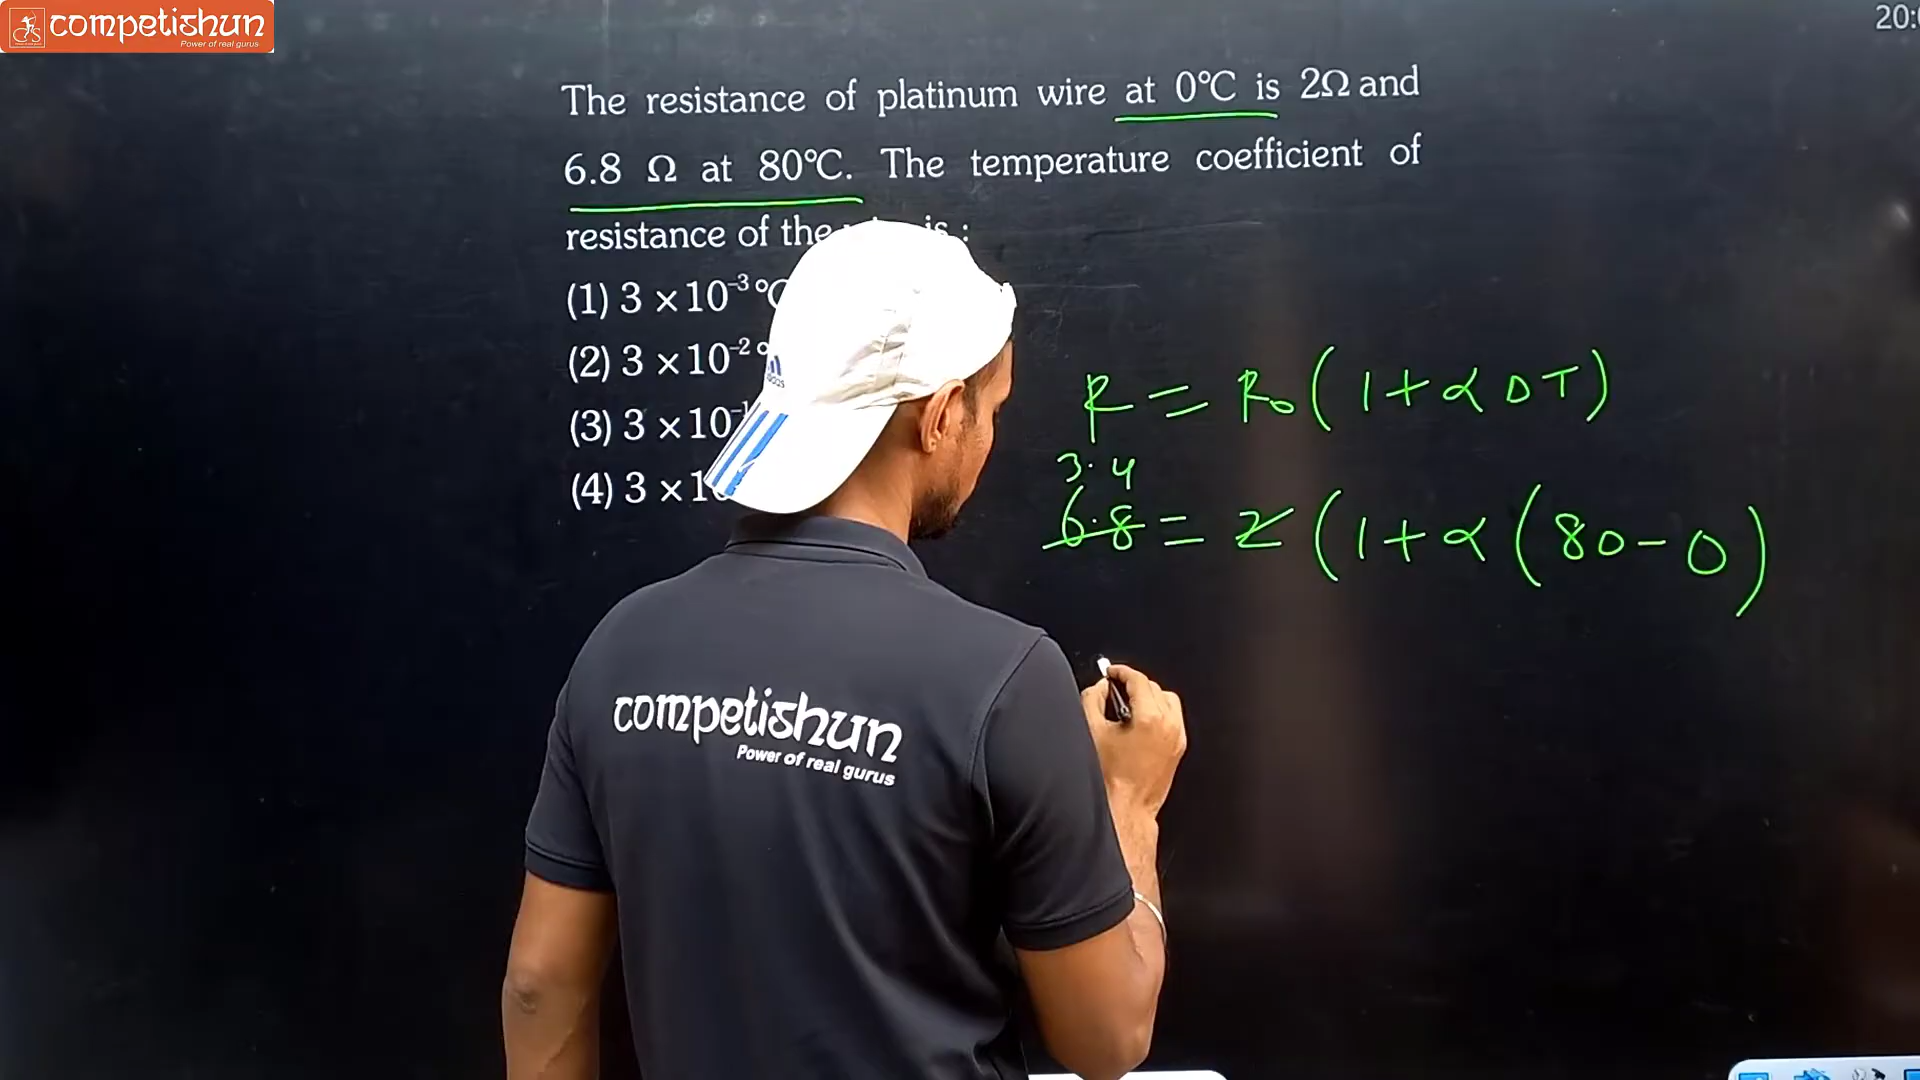 competishun
Power of real gurus
20:
The resistance of platinum wire at 0°C is 2Ω and
6.8 Ω at 80°C. The temperature coefficient of
resistance of the is :
(1) 3 ×10⁻³ °C
(2) 3 ×10⁻² °
(3) 3 ×10⁻¹
(4) 3 ×10
R = R₀(1+α ΔT)
3.4
6.8 = 2(1+α(80-0)
competishun
Power of real gurus